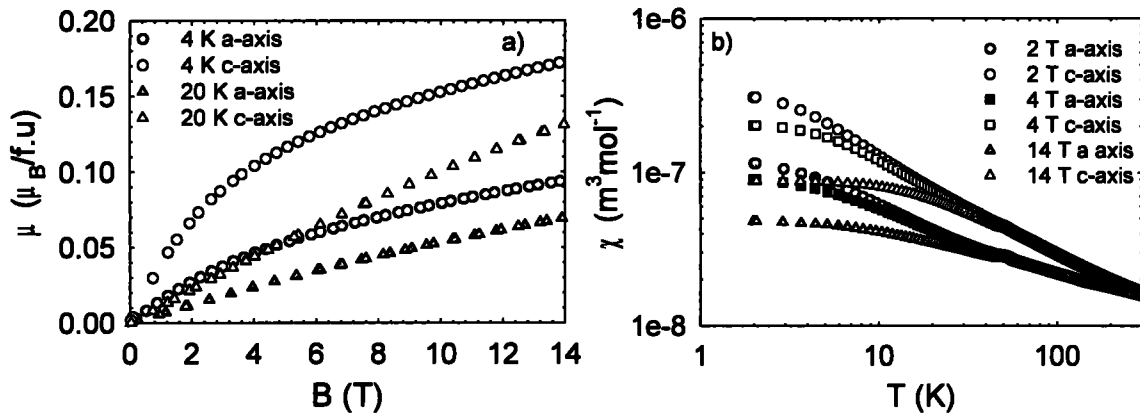 a)
4 K a-axis
4 K c-axis
20 K a-axis
20 K c-axis
0.20
0.15
0.10
0.05
0.00
μ (μ_B/f.u)
0 2 4 6 8 10 12 14
B (T)
b)
2 T a-axis
2 T c-axis
4 T a-axis
4 T c-axis
14 T a axis
14 T c-axis
1e-6
1e-7
1e-8
χ (m³mol⁻¹)
1 10 100
T (K)